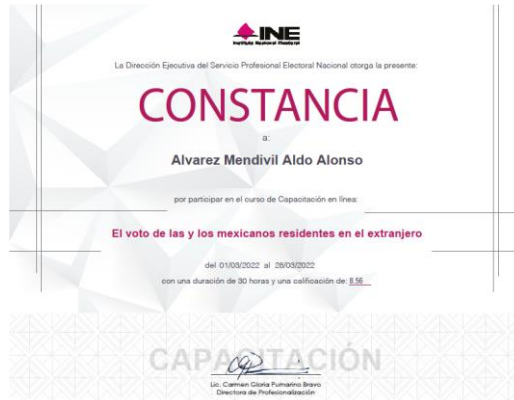 INE
Instituto Nacional Electoral
La Dirección Ejecutiva del Servicio Profesional Electoral Nacional otorga la presente:
CONSTANCIA
a:
Alvarez Mendivil Aldo Alonso
por participar en el curso de Capacitación en línea:
El voto de las y los mexicanos residentes en el extranjero
del 01/03/2022 al 28/03/2022
con una duración de 30 horas y una calificación de: 8.56
CAPACITACIÓN
Lic. Carmen Gloria Pumarino Bravo
Directora de Profesionalización